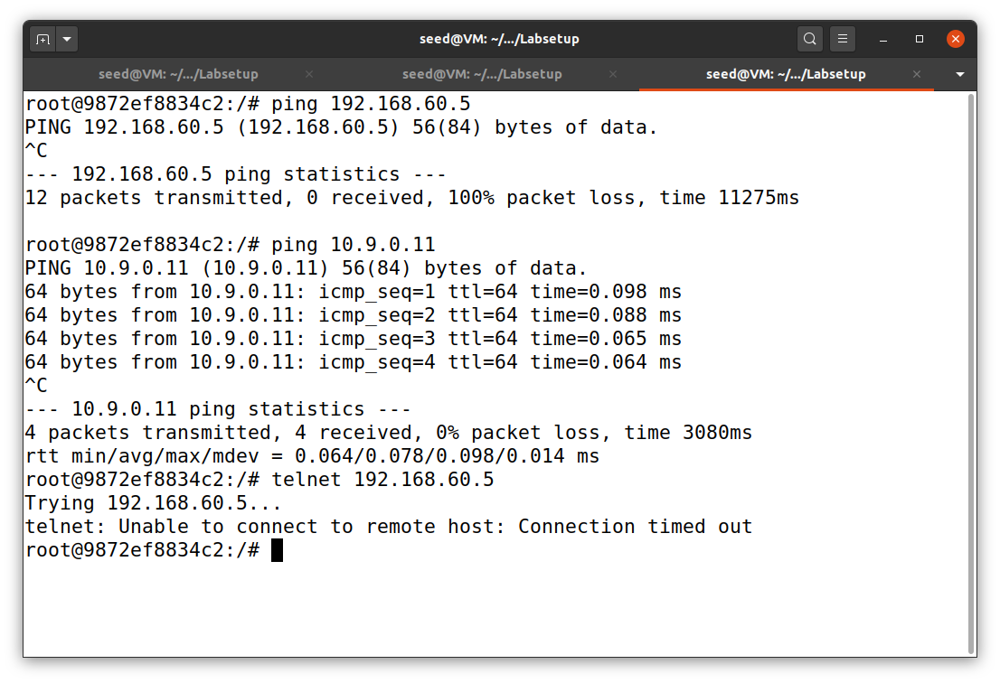 seed@VM: ~/.../Labsetup
seed@VM: ~/.../Labsetup
seed@VM: ~/.../Labsetup
seed@VM: ~/.../Labsetup
root@9872ef8834c2:/# ping 192.168.60.5
PING 192.168.60.5 (192.168.60.5) 56(84) bytes of data.
^C
--- 192.168.60.5 ping statistics ---
12 packets transmitted, 0 received, 100% packet loss, time 11275ms
root@9872ef8834c2:/# ping 10.9.0.11
PING 10.9.0.11 (10.9.0.11) 56(84) bytes of data.
64 bytes from 10.9.0.11: icmp_seq=1 ttl=64 time=0.098 ms
64 bytes from 10.9.0.11: icmp_seq=2 ttl=64 time=0.088 ms
64 bytes from 10.9.0.11: icmp_seq=3 ttl=64 time=0.065 ms
64 bytes from 10.9.0.11: icmp_seq=4 ttl=64 time=0.064 ms
^C
--- 10.9.0.11 ping statistics ---
4 packets transmitted, 4 received, 0% packet loss, time 3080ms
rtt min/avg/max/mdev = 0.064/0.078/0.098/0.014 ms
root@9872ef8834c2:/# telnet 192.168.60.5
Trying 192.168.60.5...
telnet: Unable to connect to remote host: Connection timed out
root@9872ef8834c2:/#